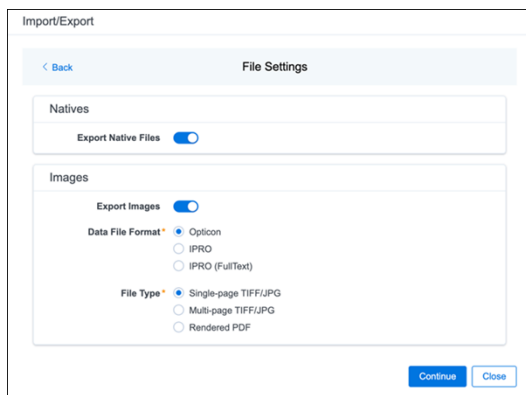 Import/Export
Back
File Settings
Natives
Export Native Files
Images
Export Images
Data File Format* Opticon
IPRO
IPRO (FullText)
File Type* Single-page TIFF/JPG
Multi-page TIFF/JPG
Rendered PDF
Continue Close